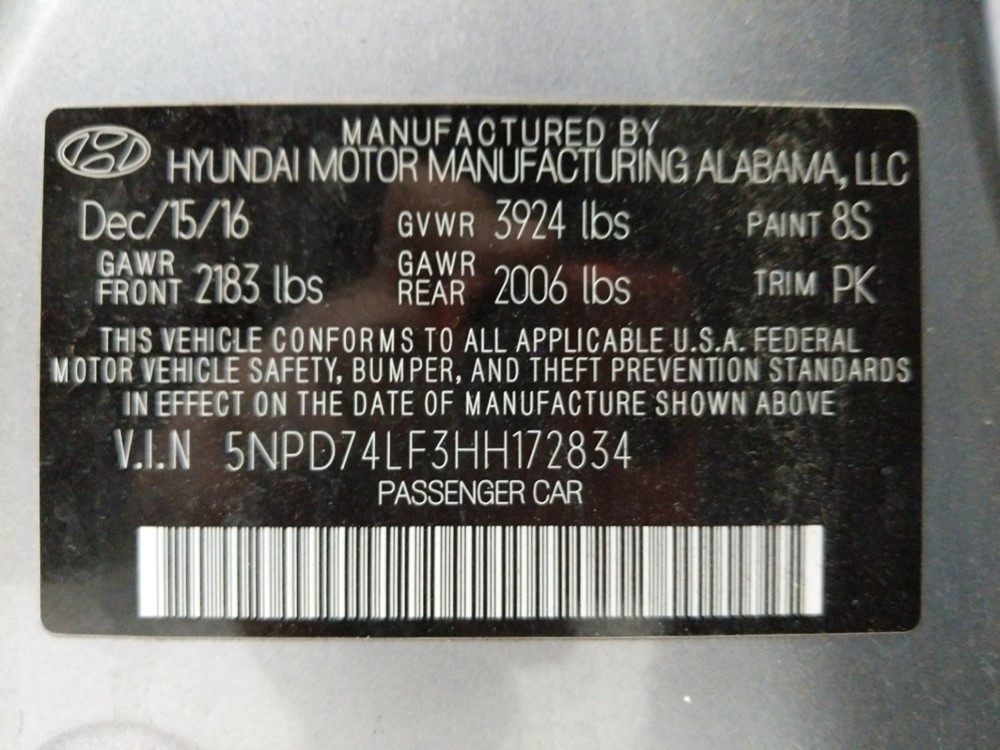 MANUFACTURED BY
HYUNDAI MOTOR MANUFACTURING ALABAMA, LLC
Dec/15/16 GVWR 3924 lbs PAINT 8S
GAWR FRONT 2183 lbs GAWR REAR 2006 lbs TRIM PK
THIS VEHICLE CONFORMS TO ALL APPLICABLE U.S.A. FEDERAL
MOTOR VEHICLE SAFETY, BUMPER, AND THEFT PREVENTION STANDARDS
IN EFFECT ON THE DATE OF MANUFACTURE SHOWN ABOVE
V.I.N 5NPD74LF3HH172834
PASSENGER CAR